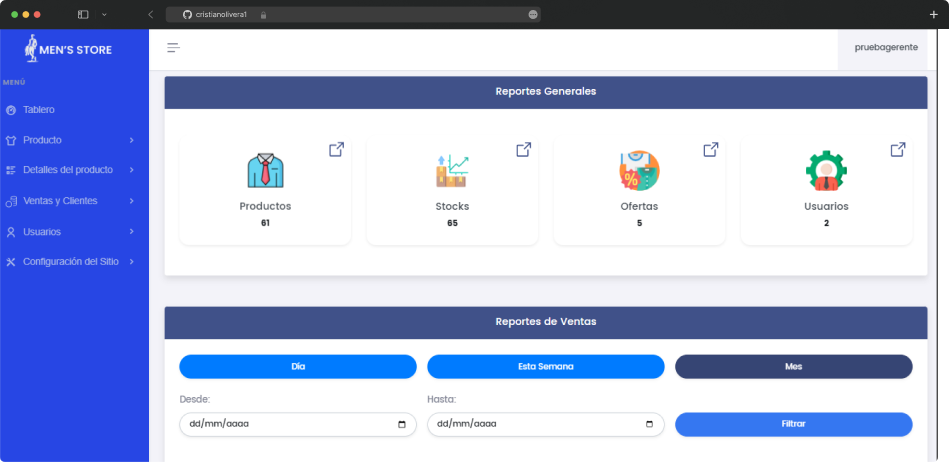 cristianolivera1
MEN'S STORE
pruebagerente
MENÚ
Tablero
Producto
Detalles del producto
Ventas y Clientes
Usuarios
Configuración del Sitio
Reportes Generales
Productos
61
Stocks
65
%
Ofertas
5
Usuarios
2
Reportes de Ventas
Día
Esta Semana
Mes
Desde:
Hasta:
dd/mm/aaaa
dd/mm/aaaa
Filtrar